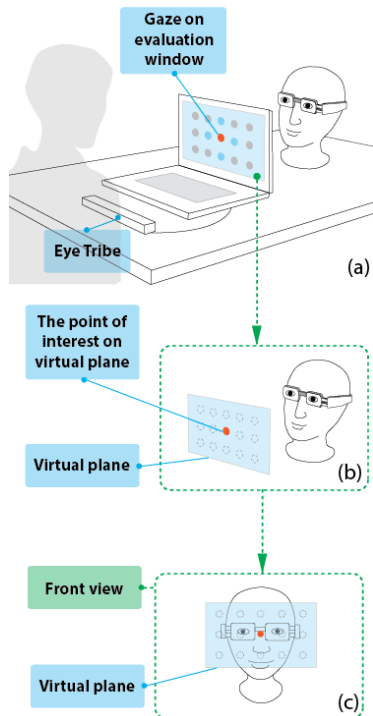 Gaze on
evaluation
window
Eye Tribe
(a)
The point of
interest on
virtual plane
Virtual plane
(b)
Front view
Virtual plane
(c)